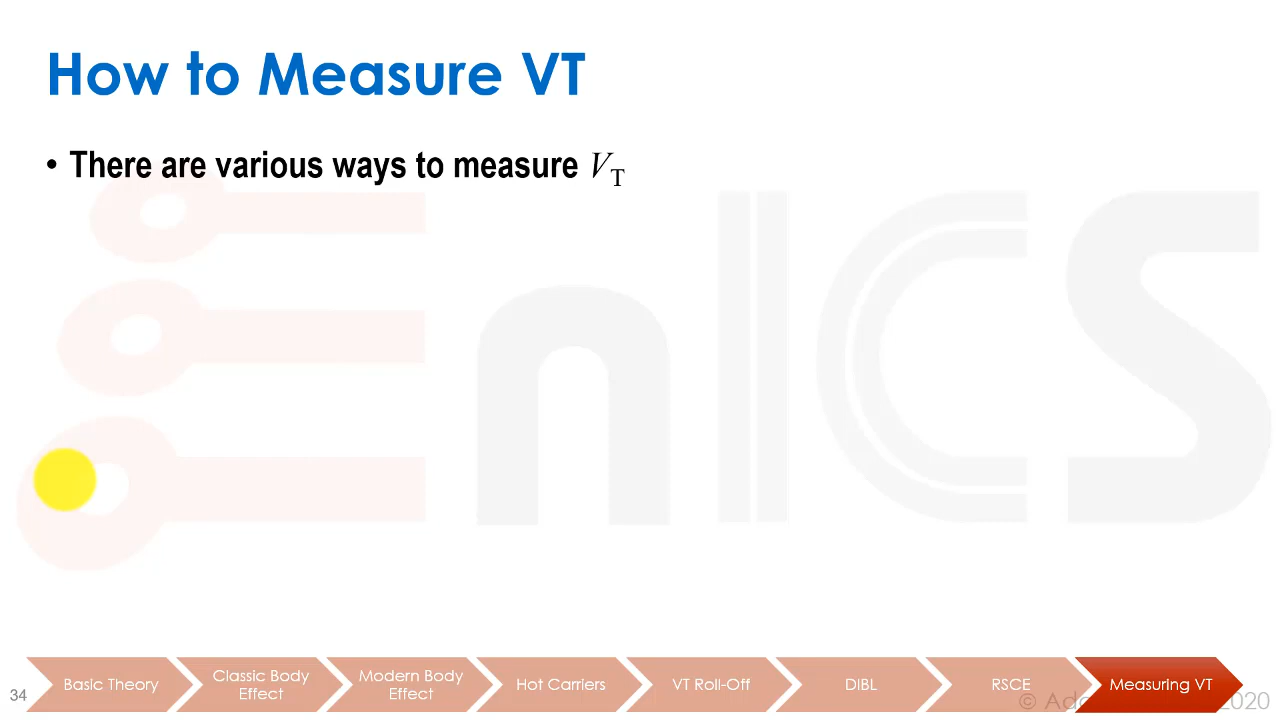 How to Measure VT
• There are various ways to measure VT
EnICS
Basic Theory
Classic Body
Effect
Modern Body
Effect
Hot Carriers
VT Roll-Off
DIBL
RSCE
Measuring VT
34
2020